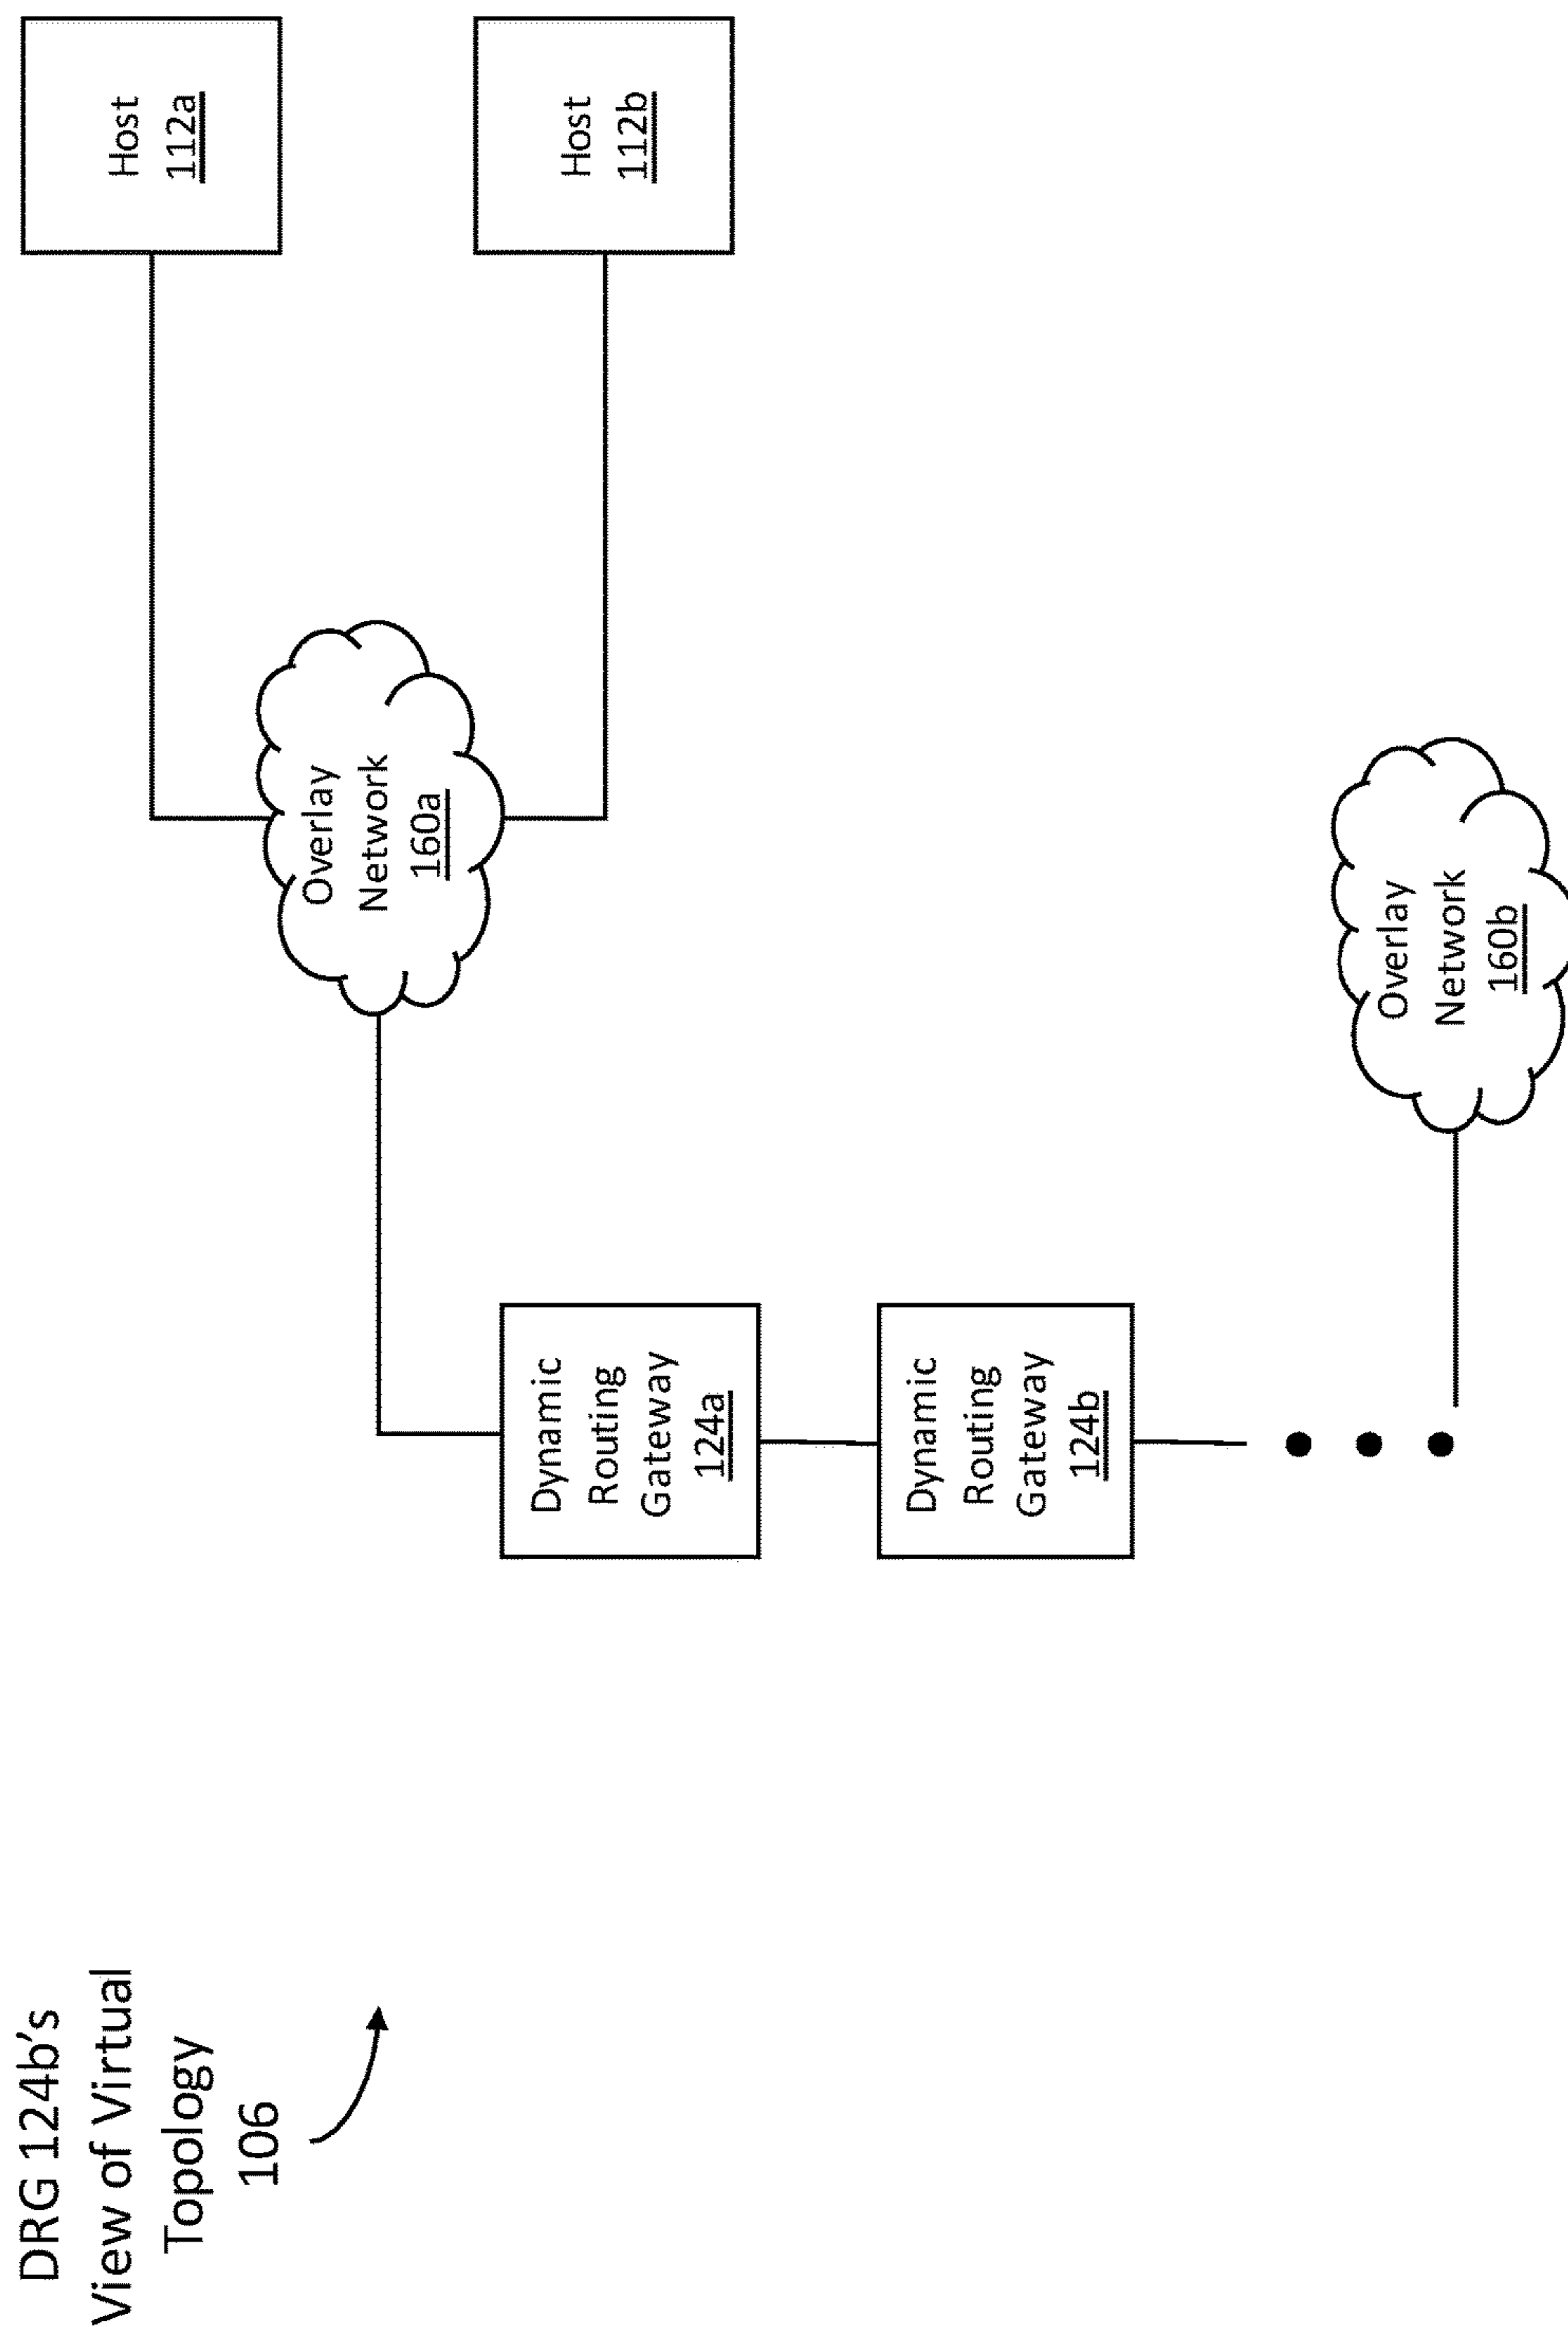 DRG 124b's
View of Virtual
Topology
106
Host
112a
Host
112b
Overlay
Network
160a
Dynamic
Routing
Gateway
124a
Dynamic
Routing
Gateway
124b
Overlay
Network
160b